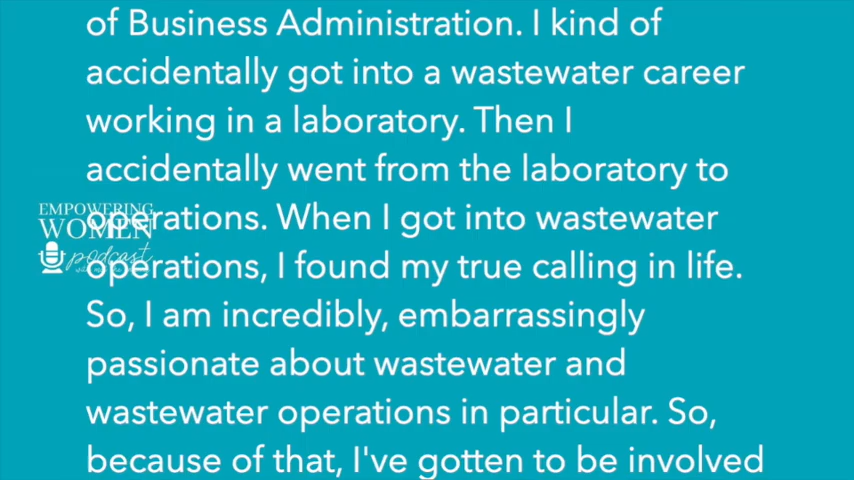 of Business Administration. I kind of
accidentally got into a wastewater career
working in a laboratory. Then I
accidentally went from the laboratory to
operations. When I got into wastewater
operations, I found my true calling in life.
So, I am incredibly, embarrassingly
passionate about wastewater and
wastewater operations in particular. So,
because of that, I've gotten to be involved
EMPOWERING
WOMEN
podcast